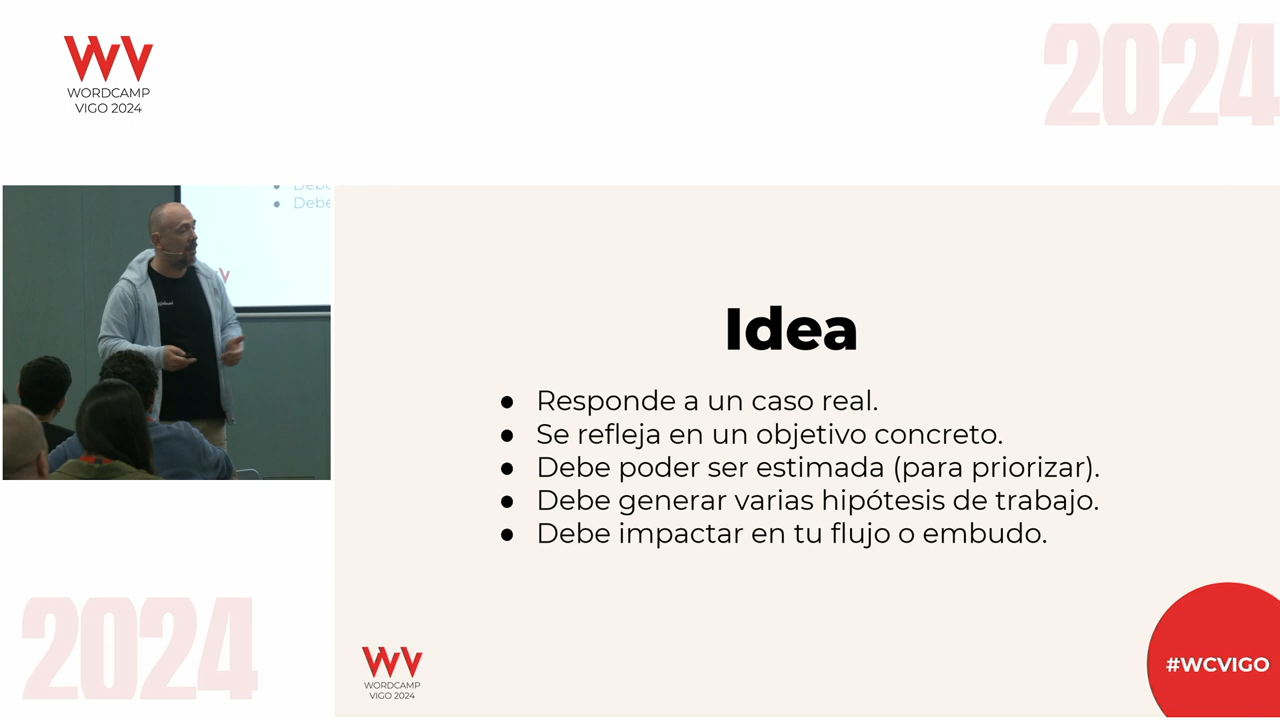 WORDCAMP
VIGO 2024
2024
Debe
Idea
● Responde a un caso real.
● Se refleja en un objetivo concreto.
● Debe poder ser estimada (para priorizar).
● Debe generar varias hipótesis de trabajo.
● Debe impactar en tu flujo o embudo.
2024
WORDCAMP
VIGO 2024
#WCVIGO